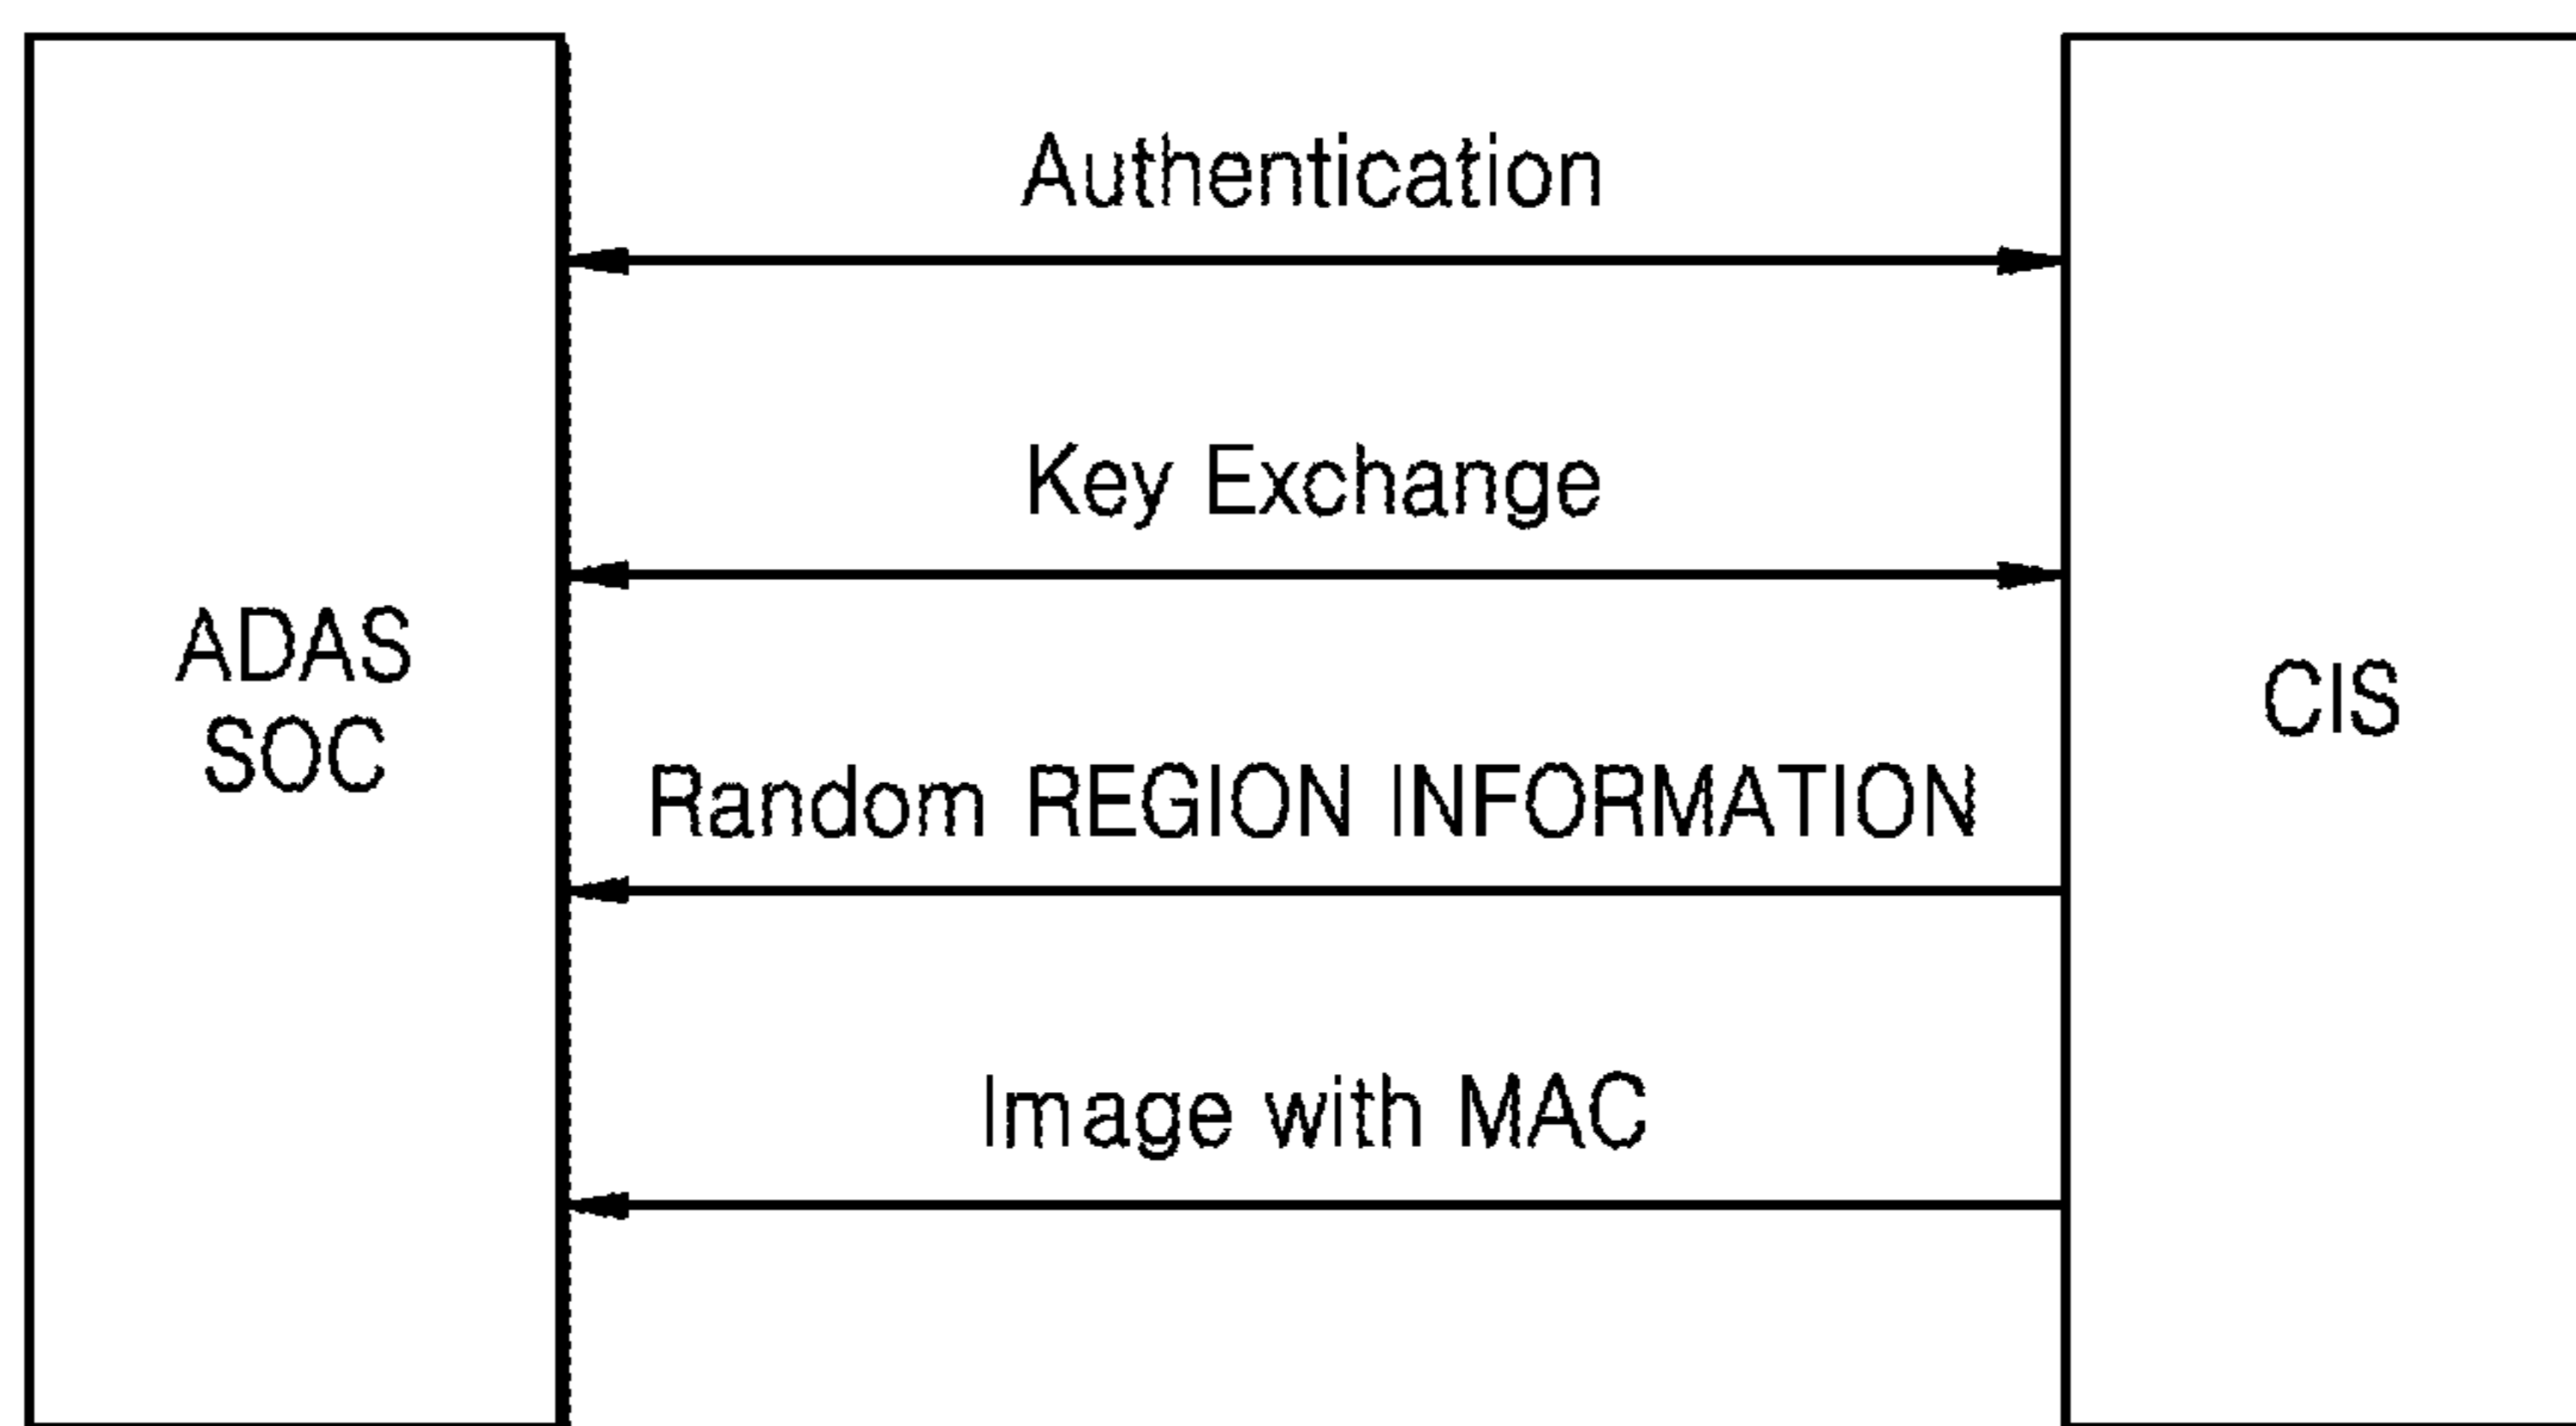 Authentication
Key Exchange
ADAS
SOC
Random REGION INFORMATION
CIS
Image with MAC